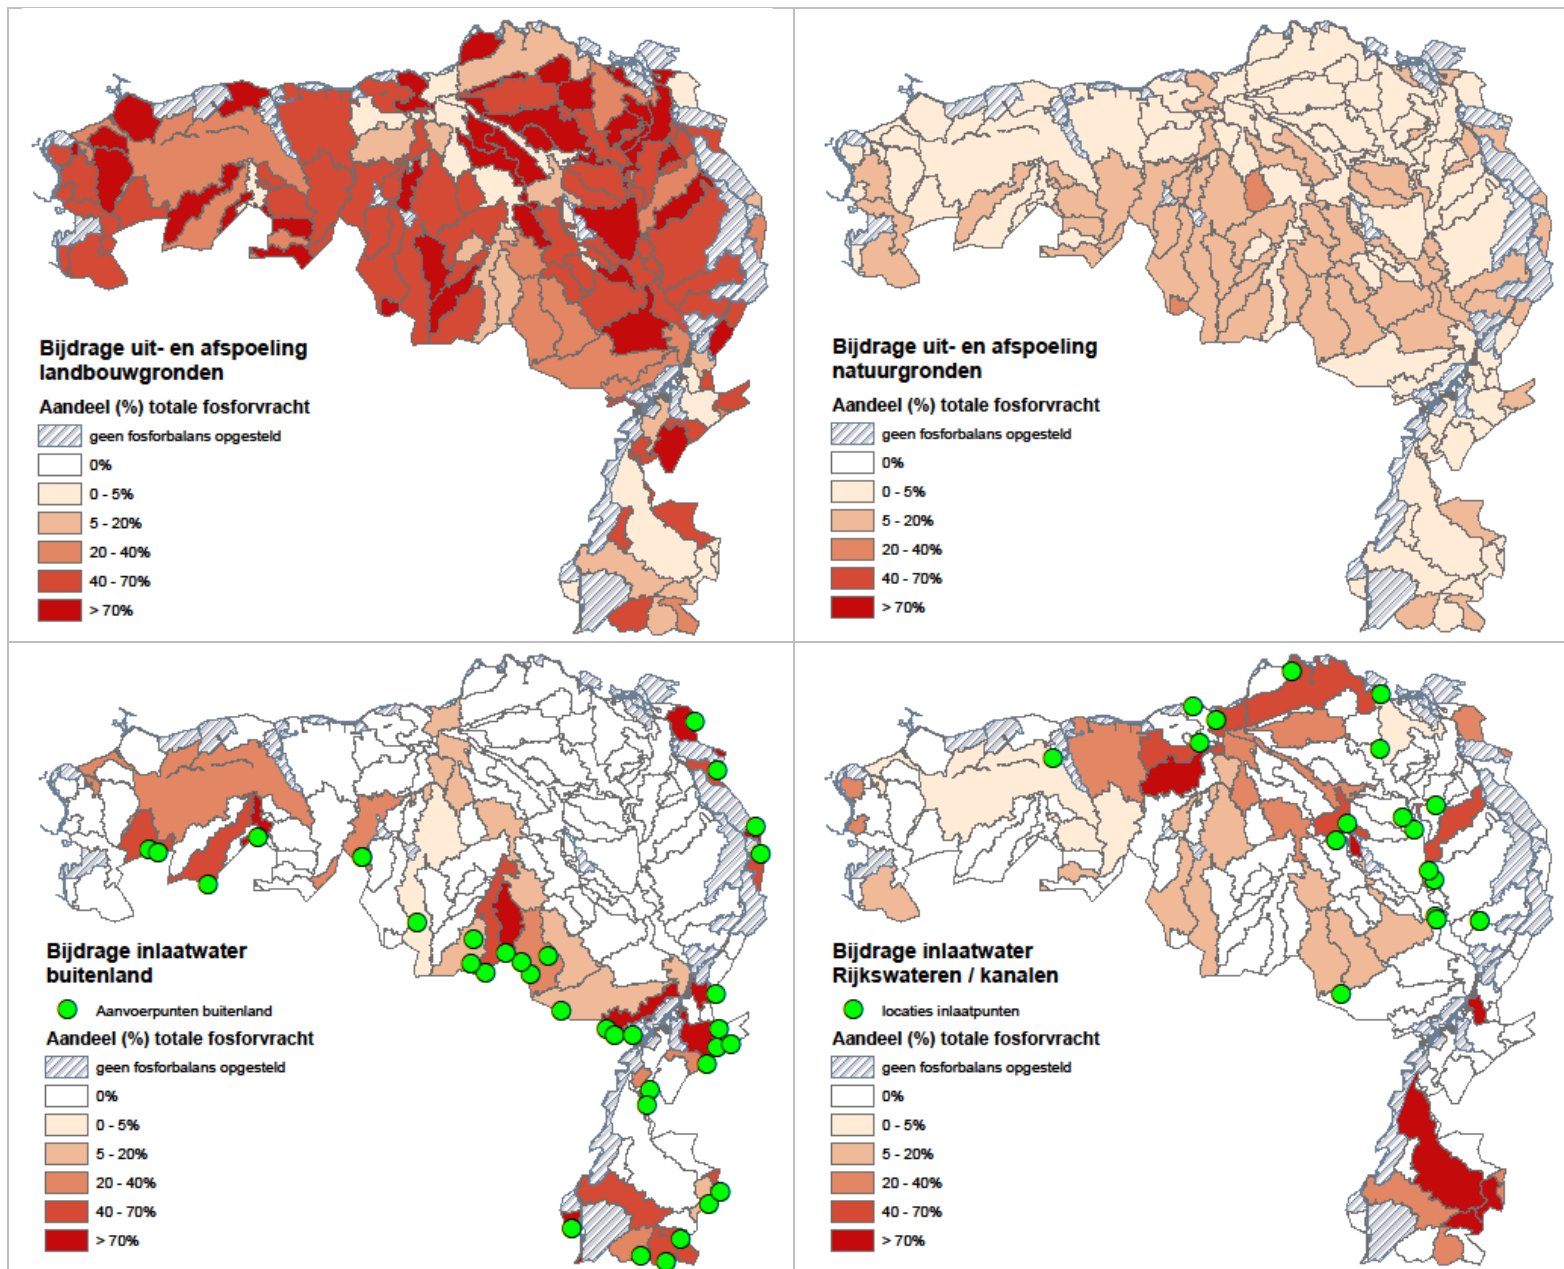 Bijdrage uit- en afspoeling
landbouwgronden
Aandeel (%) totale fosforvracht
geen fosforbalans opgesteld
0%
0 - 5%
5 - 20%
20 - 40%
40 - 70%
> 70%
Bijdrage uit- en afspoeling
natuurgronden
Aandeel (%) totale fosforvracht
geen fosforbalans opgesteld
0%
0 - 5%
5 - 20%
20 - 40%
40 - 70%
> 70%
Bijdrage inlaatwater
buitenland
Aanvoerpunten buitenland
Aandeel (%) totale fosforvracht
geen fosforbalans opgesteld
0%
0 - 5%
5 - 20%
20 - 40%
40 - 70%
> 70%
Bijdrage inlaatwater
Rijkswateren / kanalen
locaties inlaatpunten
Aandeel (%) totale fosforvracht
geen fosforbalans opgesteld
0%
0 - 5%
5 - 20%
20 - 40%
40 - 70%
> 70%